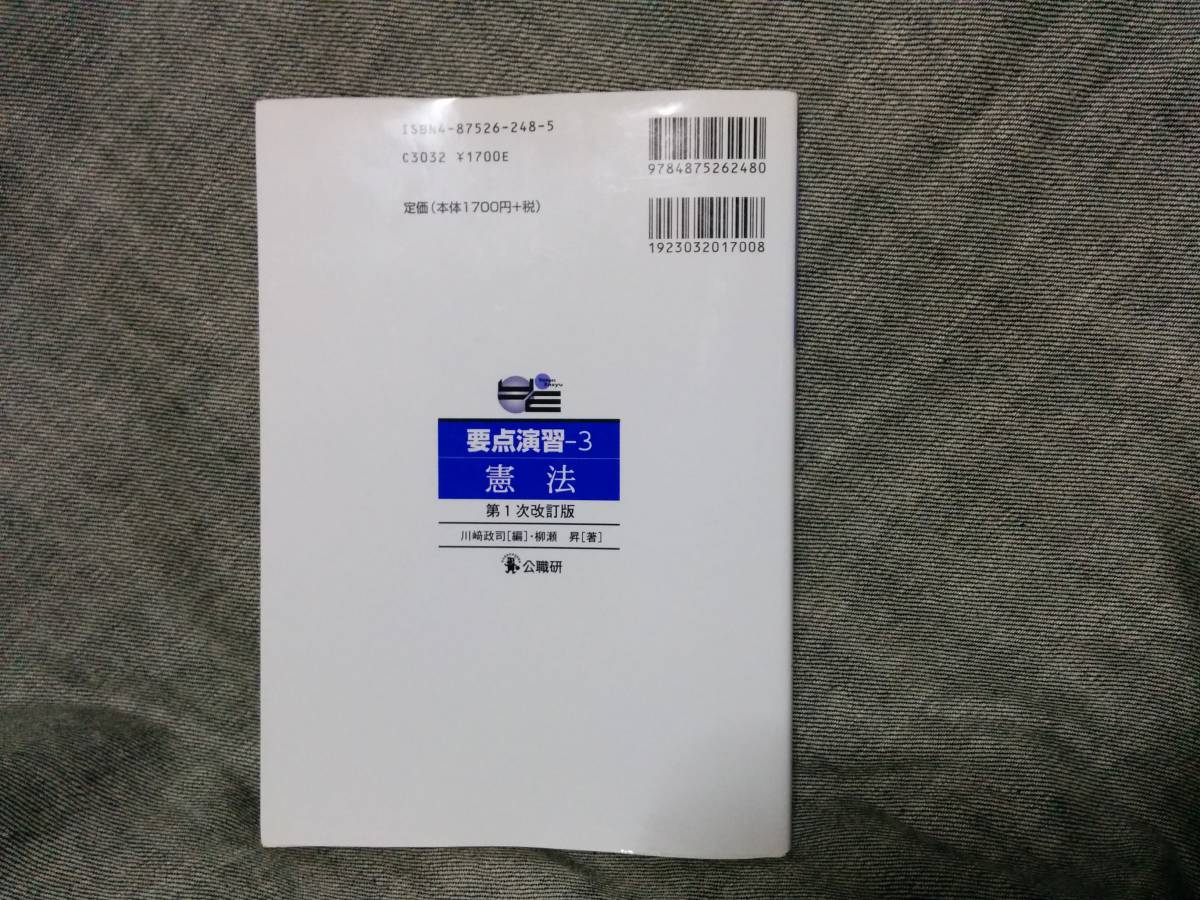 ISBN4-87526-248-5
C3032 ¥1700E
定価(本体1700円+税)
9784875262480
1923032017008
要点演習-3
憲法
第1次改訂版
川﨑政司[編]・柳瀬 昇[著]
公職研